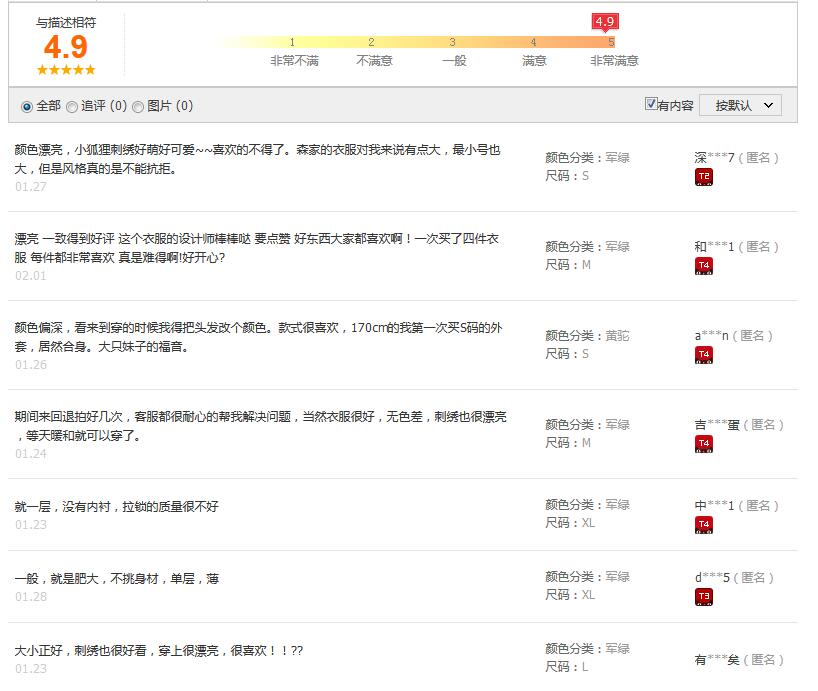 与描述相符
4.9
4.9
1 2 3 4 5
非常不满 不满意 一般 满意 非常满意
全部 追评 (0) 图片 (0)
有内容 按默认
颜色漂亮，小狐狸刺绣好萌好可爱~~喜欢的不得了。森家的衣服对我来说有点大，最小号也
大，但是风格真的是不能抗拒。
01.27
颜色分类：军绿
尺码：S
深***7（匿名）
T2
漂亮 一致得到好评 这个衣服的设计师棒棒哒 要点赞 好东西大家都喜欢啊！一次买了四件衣
服 每件都非常喜欢 真是难得啊!好开心?
02.01
颜色分类：军绿
尺码：M
和***1（匿名）
T4
颜色偏深，看来到穿的时候我得把头发改个颜色。款式很喜欢，170cm的我第一次买S码的外
套，居然合身。大只妹子的福音。
01.26
颜色分类：黄驼
尺码：S
a***n（匿名）
T4
期间来回退拍好几次，客服都很耐心的帮我解决问题，当然衣服很好，无色差，刺绣也很漂亮
，等天暖和就可以穿了。
01.24
颜色分类：军绿
尺码：M
吉***蛋（匿名）
T4
就一层，没有内衬，拉锁的质量很不好
01.23
颜色分类：军绿
尺码：XL
中***1（匿名）
T4
一般，就是肥大，不挑身材，单层，薄
01.28
颜色分类：军绿
尺码：XL
d***5（匿名）
T3
大小正好，刺绣也很好看，穿上很漂亮，很喜欢！！??
01.23
颜色分类：军绿
尺码：L
有***矣（匿名）